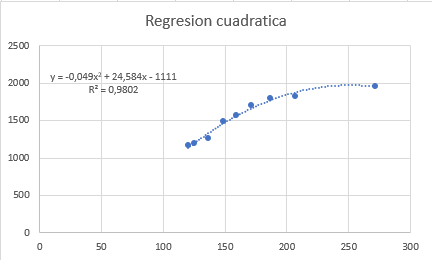 Regresion cuadratica
2500
2000
1500
1000
500
0
y = -0,049x² + 24,584x - 1111
R² = 0,9802
0 50 100 150 200 250 300